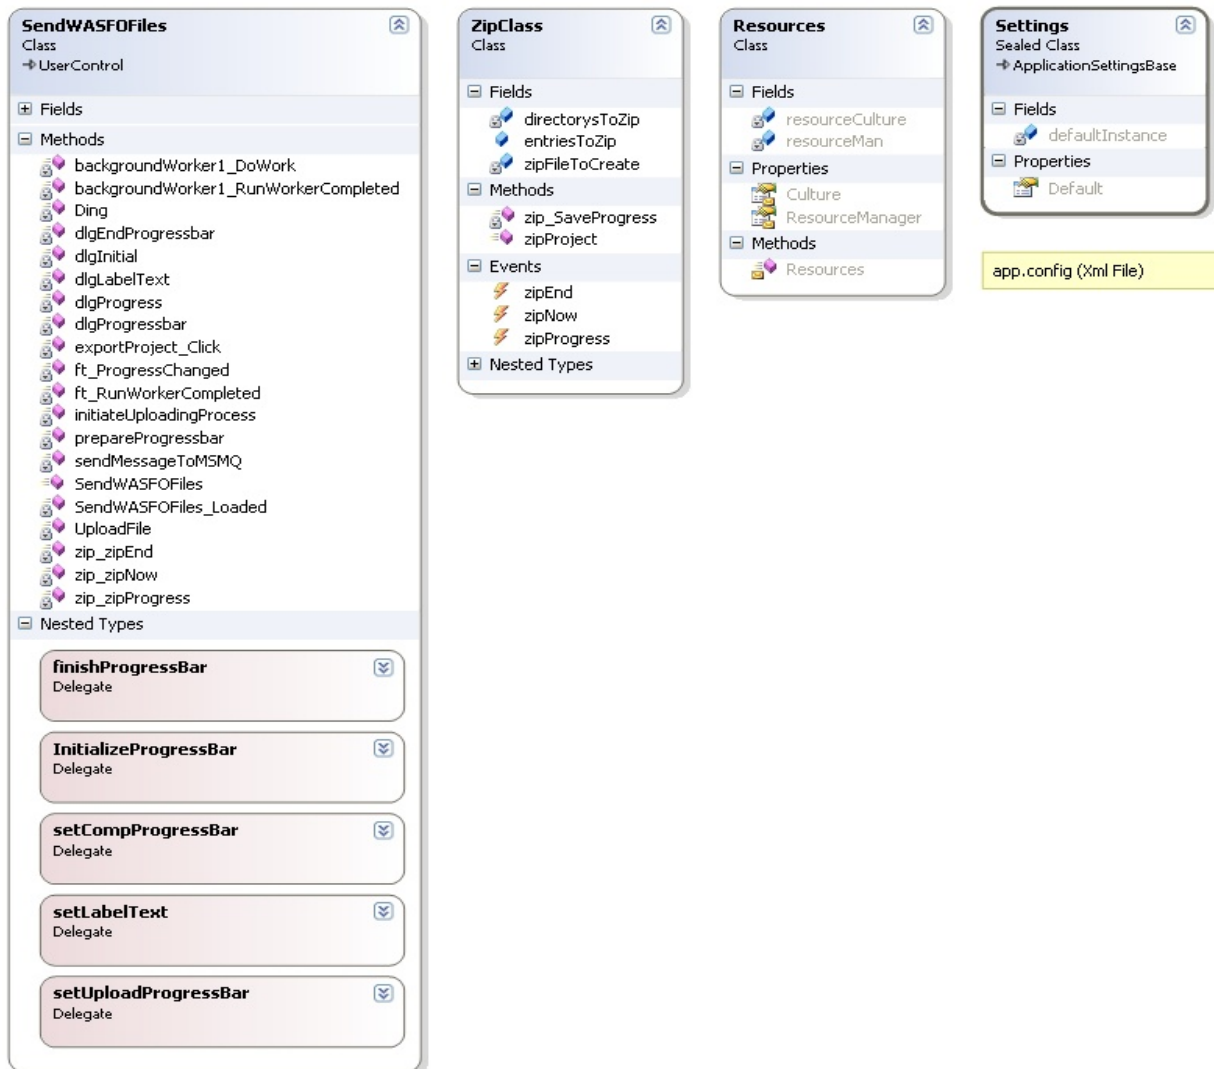 SendWASFOFiles
Class
UserControl
Fields
Methods
backgroundWorker1_DoWork
backgroundWorker1_RunWorkerCompleted
Ding
dlgEndProgressbar
dlgInitial
dlgLabelText
dlgProgress
dlgProgressbar
exportProject_Click
ft_ProgressChanged
ft_RunWorkerCompleted
initiateUploadingProcess
prepareProgressbar
sendMessageToMSMQ
SendWASFOFiles
SendWASFOFiles_Loaded
UploadFile
zip_zipEnd
zip_zipNow
zip_zipProgress
Nested Types
finishProgressBar
Delegate
InitializeProgressBar
Delegate
setCompProgressBar
Delegate
setLabelText
Delegate
setUploadProgressBar
Delegate
ZipClass
Class
Fields
directorysToZip
entriesToZip
zipFileToCreate
Methods
zip_SaveProgress
zipProject
Events
zipEnd
zipNow
zipProgress
Nested Types
Resources
Class
Fields
resourceCulture
resourceMan
Properties
Culture
ResourceManager
Methods
Resources
Settings
Sealed Class
ApplicationSettingsBase
Fields
defaultInstance
Properties
Default
app.config (Xml File)